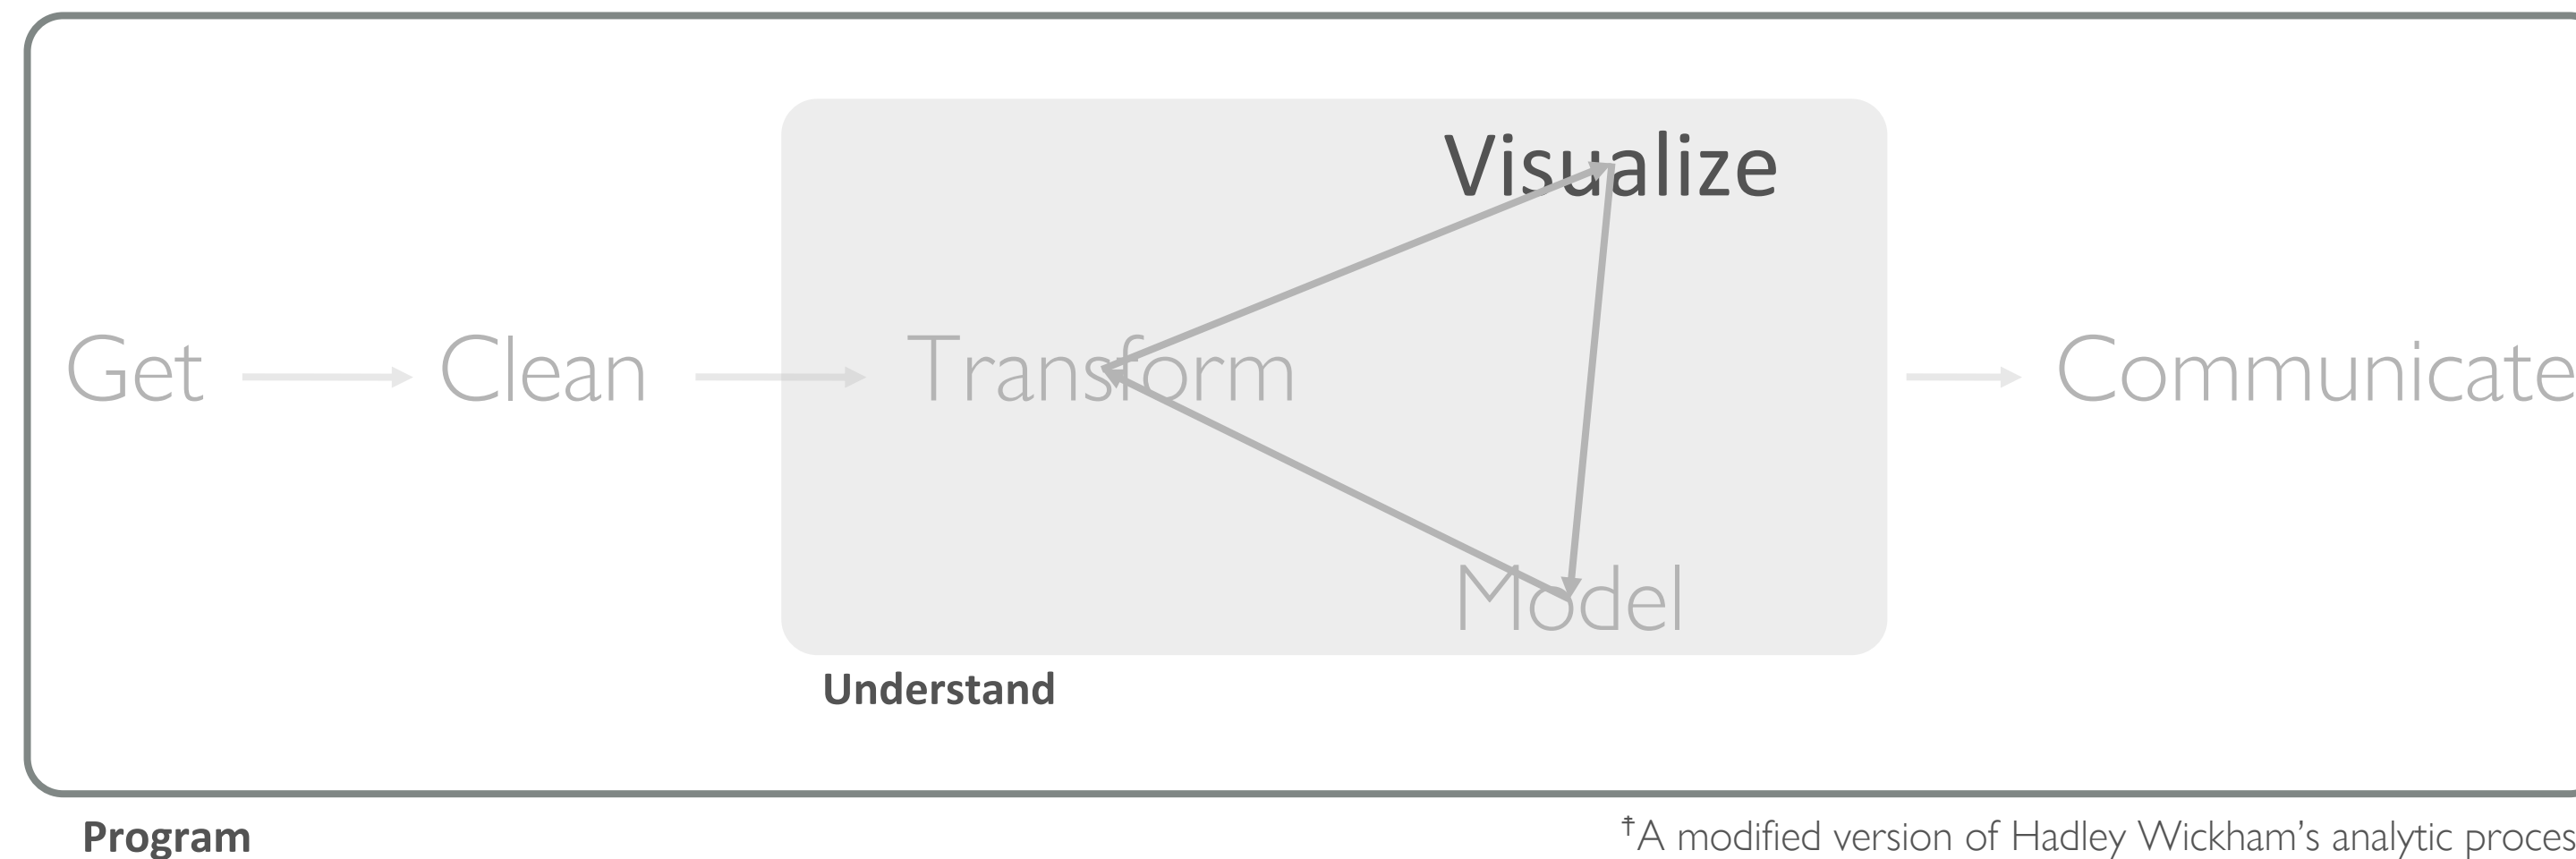 Visualize
Get Clean Transform Communicate
Model
Understand
Program
†A modified version of Hadley Wickham's analytic proces